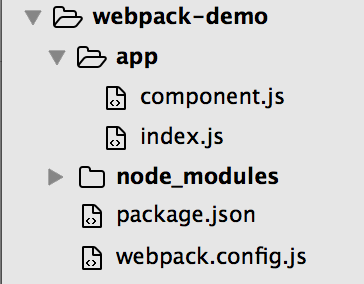 webpack-demo
app
component.js
index.js
node_modules
package.json
webpack.config.js